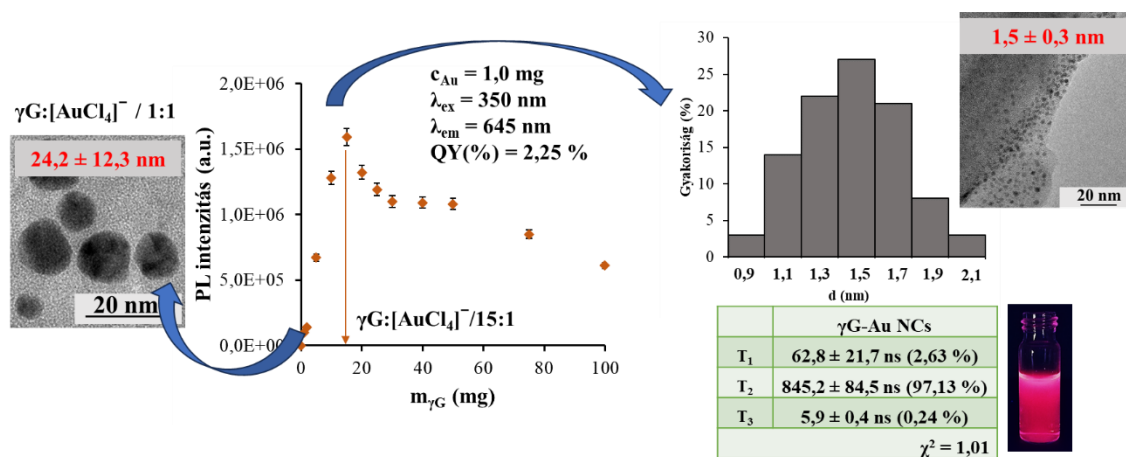 γG:[AuCl₄]⁻ / 1:1
24,2 ± 12,3 nm
20 nm
PL intenzitás (a.u.)
2,0E+06
1,5E+06
1,0E+06
5,0E+05
0,0E+00
0 20 40 60 80 100
m_γG (mg)
c_Au = 1,0 mg
λ_ex = 350 nm
λ_em = 645 nm
QY(%) = 2,25 %
γG:[AuCl₄]⁻/15:1
Gyakoriság (%)
30
25
20
15
10
5
0
0,9 1,1 1,3 1,5 1,7 1,9 2,1
d (nm)
1,5 ± 0,3 nm
20 nm
γG-Au NCs
T₁ 62,8 ± 21,7 ns (2,63 %)
T₂ 845,2 ± 84,5 ns (97,13 %)
T₃ 5,9 ± 0,4 ns (0,24 %)
χ² = 1,01